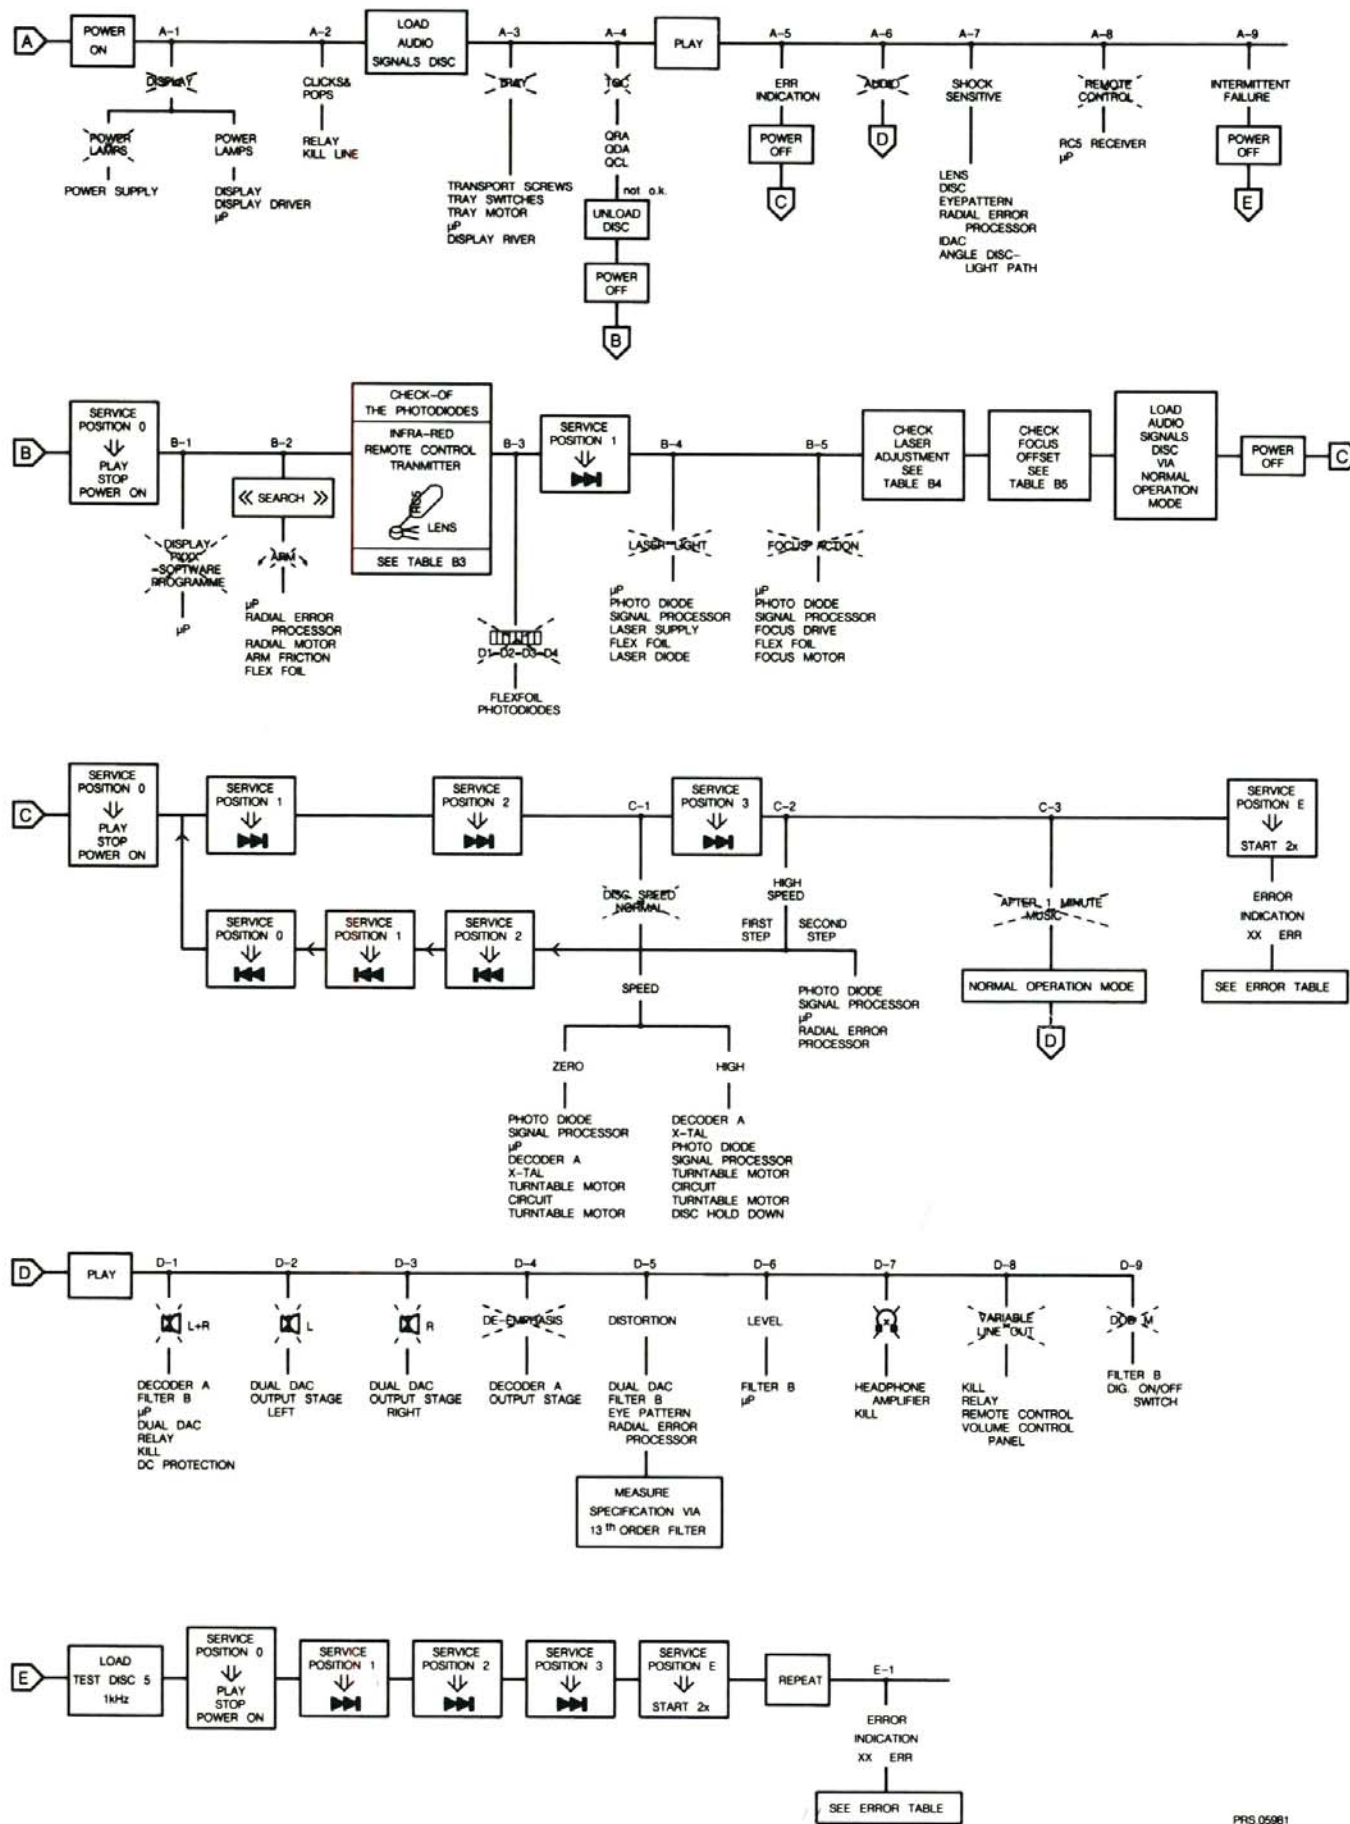 A
POWER
ON
A-1
DISPLAY
POWER
LAMPS
POWER SUPPLY
POWER
LAMPS
DISPLAY
DISPLAY DRIVER
µP
A-2
CLICKS&
POPS
RELAY
KILL LINE
LOAD
AUDIO
SIGNALS DISC
A-3
TRAY
TRANSPORT SCREWS
TRAY SWITCHES
TRAY MOTOR
µP
DISPLAY RIVER
A-4
TOC
QRA
QDA
QCL
not o.k.
UNLOAD
DISC
POWER
OFF
B
PLAY
A-5
ERR
INDICATION
POWER
OFF
C
A-6
AUDIO
D
A-7
SHOCK
SENSITIVE
LENS
DISC
EYEPATTERN
RADIAL ERROR
PROCESSOR
IDAC
ANGLE DISC-
LIGHT PATH
A-8
REMOTE
CONTROL
RC5 RECEIVER
µP
A-9
INTERMITTENT
FAILURE
POWER
OFF
E
B
SERVICE
POSITION 0
PLAY
STOP
POWER ON
B-1
DISPLAY
PXXX
-SOFTWARE
PROGRAMME
µP
B-2
SEARCH
ARM
µP
RADIAL ERROR
PROCESSOR
RADIAL MOTOR
ARM FRICTION
FLEX FOIL
CHECK-OF
THE PHOTODIODES
INFRA-RED
REMOTE CONTROL
TRANMITTER
RC5
LENS
SEE TABLE B3
B-3
D1-D2-D3-D4
FLEXFOIL
PHOTODIODES
SERVICE
POSITION 1
B-4
LASER LIGHT
µP
PHOTO DIODE
SIGNAL PROCESSOR
LASER SUPPLY
FLEX FOIL
LASER DIODE
B-5
FOCUS ACTION
µP
PHOTO DIODE
SIGNAL PROCESSOR
FOCUS DRIVE
FLEX FOIL
FOCUS MOTOR
CHECK
LASER
ADJUSTMENT
SEE
TABLE B4
CHECK
FOCUS
OFFSET
SEE
TABLE B5
LOAD
AUDIO
SIGNALS
DISC
VIA
NORMAL
OPERATION
MODE
POWER
OFF
C
C
SERVICE
POSITION 0
PLAY
STOP
POWER ON
SERVICE
POSITION 1
SERVICE
POSITION 2
C-1
SERVICE
POSITION 3
C-2
C-3
SERVICE
POSITION E
START 2x
DISC SPEED
NORMAL
HIGH
SPEED
FIRST
STEP
SECOND
STEP
AFTER 1 MINUTE
MUSIC
ERROR
INDICATION
XX ERR
SERVICE
POSITION 0
SERVICE
POSITION 1
SERVICE
POSITION 2
SPEED
PHOTO DIODE
SIGNAL PROCESSOR
µP
RADIAL ERROR
PROCESSOR
NORMAL OPERATION MODE
D
SEE ERROR TABLE
ZERO
PHOTO DIODE
SIGNAL PROCESSOR
µP
DECODER A
X-TAL
TURNTABLE MOTOR
CIRCUIT
TURNTABLE MOTOR
HIGH
DECODER A
X-TAL
PHOTO DIODE
SIGNAL PROCESSOR
TURNTABLE MOTOR
CIRCUIT
TURNTABLE MOTOR
DISC HOLD DOWN
D
PLAY
D-1
L+R
DECODER A
FILTER B
µP
DUAL DAC
RELAY
KILL
DC PROTECTION
D-2
L
DUAL DAC
OUTPUT STAGE
LEFT
D-3
R
DUAL DAC
OUTPUT STAGE
RIGHT
D-4
DE-EMPHASIS
DECODER A
OUTPUT STAGE
D-5
DISTORTION
DUAL DAC
FILTER B
EYE PATTERN
RADIAL ERROR
PROCESSOR
MEASURE
SPECIFICATION VIA
13th ORDER FILTER
D-6
LEVEL
FILTER B
µP
D-7
HEADPHONE
AMPLIFIER
KILL
D-8
VARIABLE
LINE OUT
KILL
RELAY
REMOTE CONTROL
VOLUME CONTROL
PANEL
D-9
DOBM
FILTER B
DIG. ON/OFF
SWITCH
E
LOAD
TEST DISC 5
1kHz
SERVICE
POSITION 0
PLAY
STOP
POWER ON
SERVICE
POSITION 1
SERVICE
POSITION 2
SERVICE
POSITION 3
SERVICE
POSITION E
START 2x
REPEAT
E-1
ERROR
INDICATION
XX ERR
SEE ERROR TABLE
PRS.05981